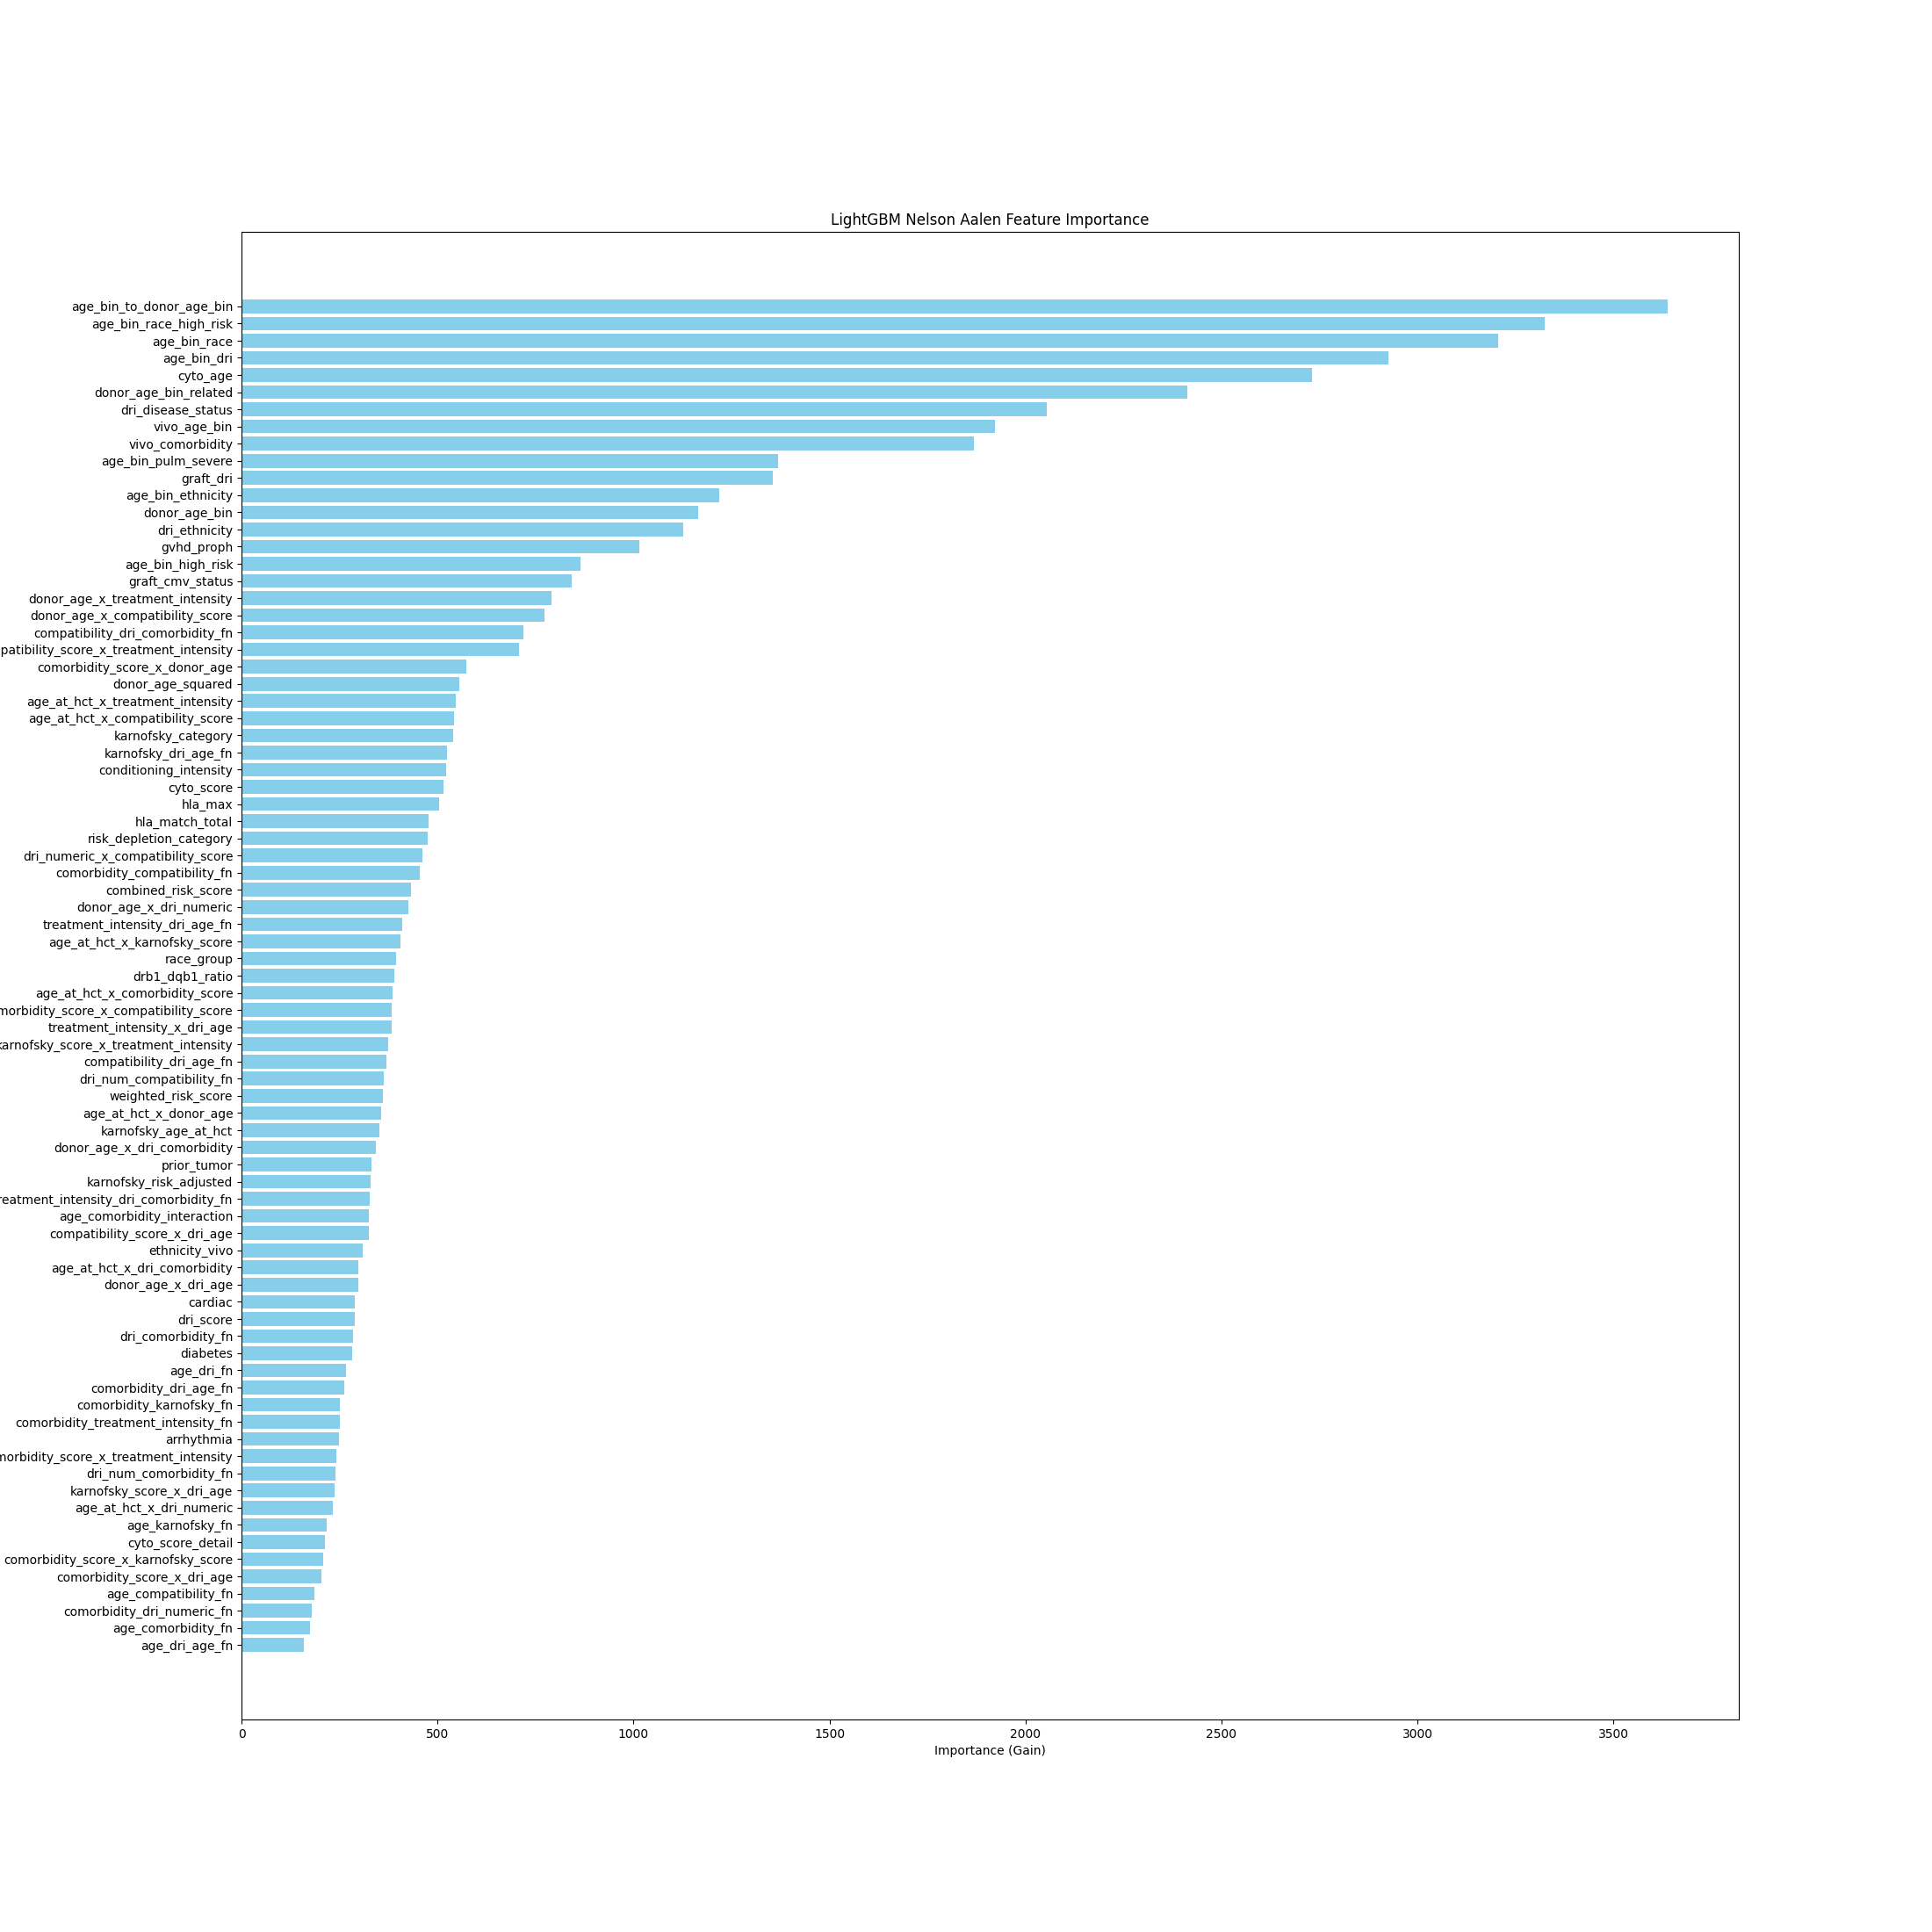 LightGBM Nelson Aalen Feature Importance
age_bin_to_donor_age_bin
age_bin_race_high_risk
age_bin_race
age_bin_dri
cyto_age
donor_age_bin_related
dri_disease_status
vivo_age_bin
vivo_comorbidity
age_bin_pulm_severe
graft_dri
age_bin_ethnicity
donor_age_bin
dri_ethnicity
gvhd_proph
age_bin_high_risk
graft_cmv_status
donor_age_x_treatment_intensity
donor_age_x_compatibility_score
compatibility_dri_comorbidity_fn
patibility_score_x_treatment_intensity
comorbidity_score_x_donor_age
donor_age_squared
age_at_hct_x_treatment_intensity
age_at_hct_x_compatibility_score
karnofsky_category
karnofsky_dri_age_fn
conditioning_intensity
cyto_score
hla_max
hla_match_total
risk_depletion_category
dri_numeric_x_compatibility_score
comorbidity_compatibility_fn
combined_risk_score
donor_age_x_dri_numeric
treatment_intensity_dri_age_fn
age_at_hct_x_karnofsky_score
race_group
drb1_dqb1_ratio
age_at_hct_x_comorbidity_score
morbidity_score_x_compatibility_score
treatment_intensity_x_dri_age
karnofsky_score_x_treatment_intensity
compatibility_dri_age_fn
dri_num_compatibility_fn
weighted_risk_score
age_at_hct_x_donor_age
karnofsky_age_at_hct
donor_age_x_dri_comorbidity
prior_tumor
karnofsky_risk_adjusted
reatment_intensity_dri_comorbidity_fn
age_comorbidity_interaction
compatibility_score_x_dri_age
ethnicity_vivo
age_at_hct_x_dri_comorbidity
donor_age_x_dri_age
cardiac
dri_score
dri_comorbidity_fn
diabetes
age_dri_fn
comorbidity_dri_age_fn
comorbidity_karnofsky_fn
comorbidity_treatment_intensity_fn
arrhythmia
morbidity_score_x_treatment_intensity
dri_num_comorbidity_fn
karnofsky_score_x_dri_age
age_at_hct_x_dri_numeric
age_karnofsky_fn
cyto_score_detail
comorbidity_score_x_karnofsky_score
comorbidity_score_x_dri_age
age_compatibility_fn
comorbidity_dri_numeric_fn
age_comorbidity_fn
age_dri_age_fn
0 500 1000 1500 2000 2500 3000 3500
Importance (Gain)